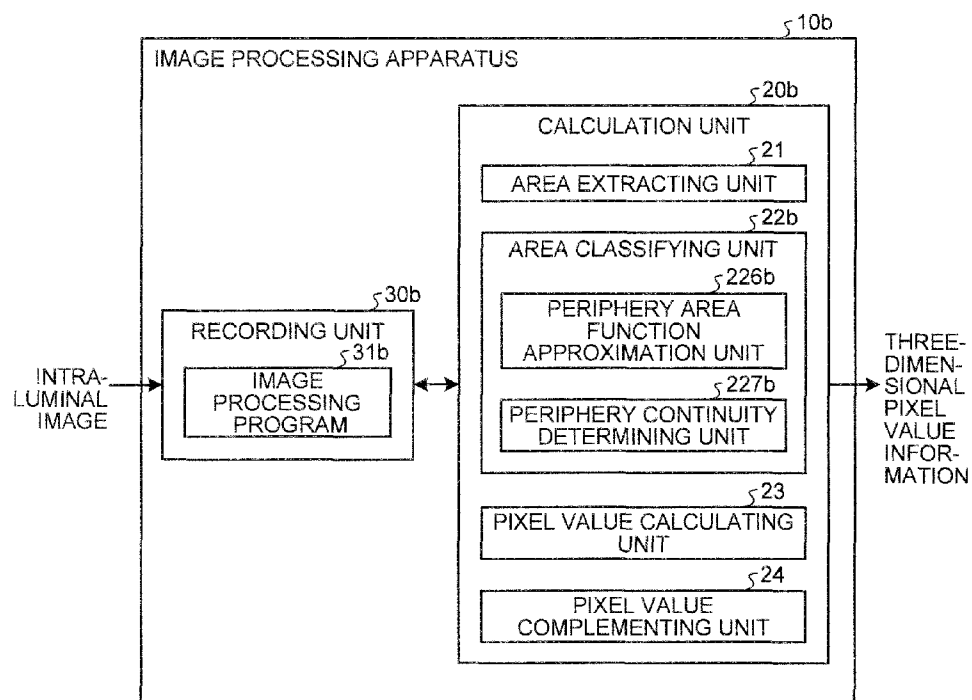 10b
IMAGE PROCESSING APPARATUS
20b
CALCULATION UNIT
21
AREA EXTRACTING UNIT
22b
AREA CLASSIFYING UNIT
226b
PERIPHERY AREA
FUNCTION
APPROXIMATION UNIT
227b
PERIPHERY CONTINUITY
DETERMINING UNIT
30b
RECORDING UNIT
31b
IMAGE
PROCESSING
PROGRAM
INTRA-
LUMINAL
IMAGE
THREE-
DIMEN-
SIONAL
PIXEL
VALUE
INFOR-
MATION
23
PIXEL VALUE CALCULATING
UNIT
24
PIXEL VALUE
COMPLEMENTING UNIT